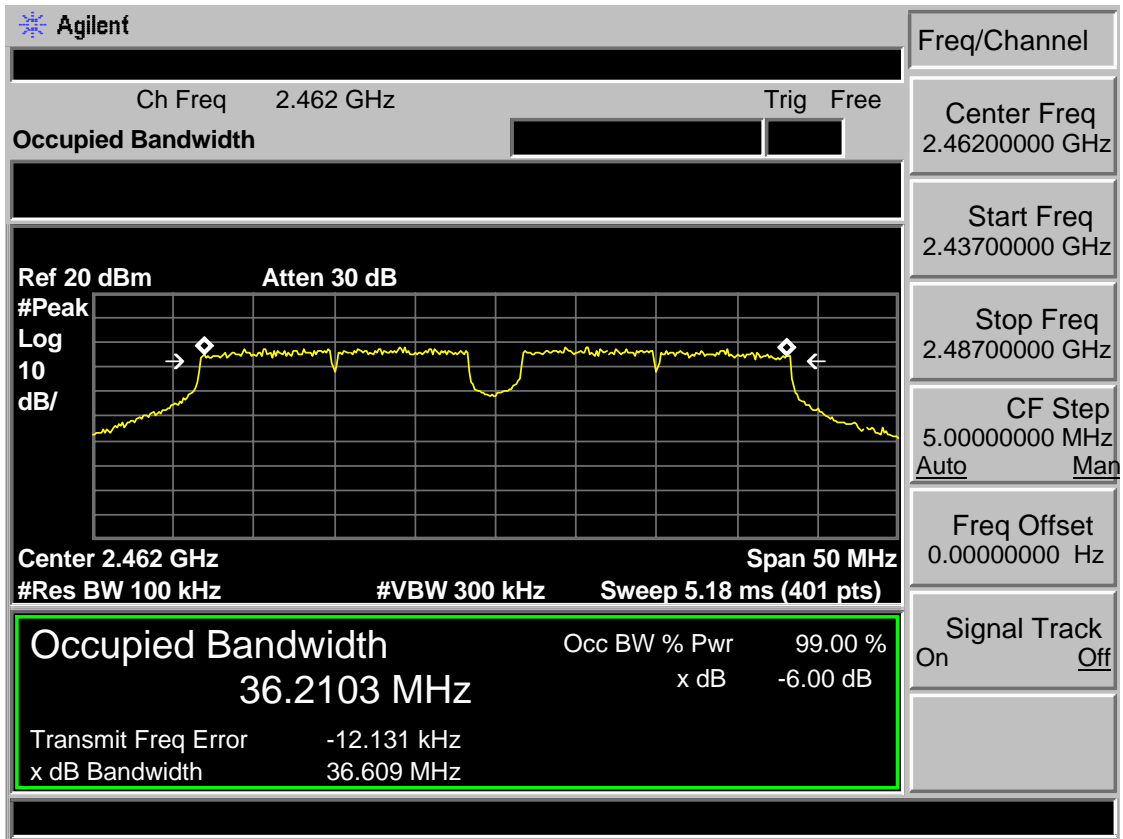 Agilent
Freq/Channel
Ch Freq 2.462 GHz Trig Free
Occupied Bandwidth
Center Freq
2.46200000 GHz
Start Freq
2.43700000 GHz
Stop Freq
2.48700000 GHz
CF Step
5.00000000 MHz
Auto Man
Freq Offset
0.00000000 Hz
Signal Track
On Off
Ref 20 dBm Atten 30 dB
#Peak
Log
10
dB/
Center 2.462 GHz Span 50 MHz
#Res BW 100 kHz #VBW 300 kHz Sweep 5.18 ms (401 pts)
Occupied Bandwidth Occ BW % Pwr 99.00 %
36.2103 MHz x dB -6.00 dB
Transmit Freq Error -12.131 kHz
x dB Bandwidth 36.609 MHz